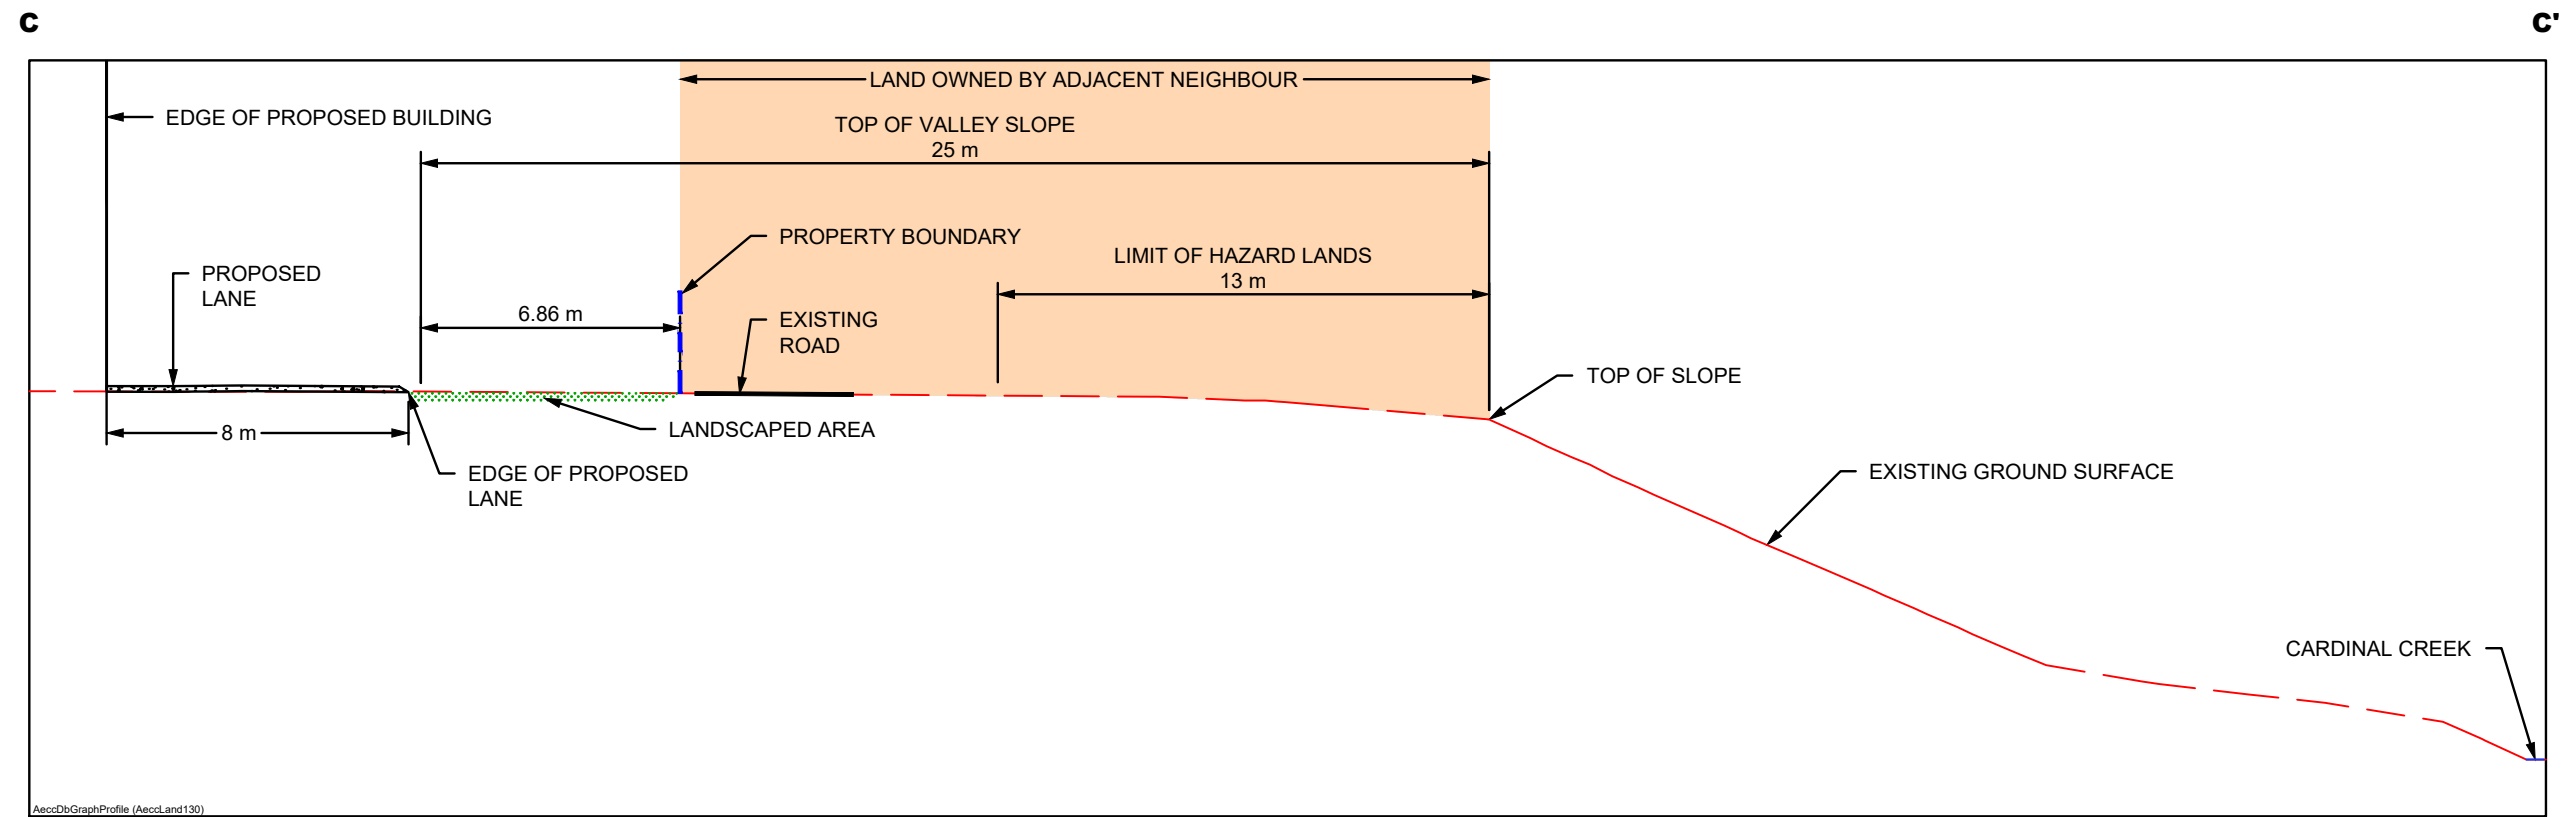 C
C'
LAND OWNED BY ADJACENT NEIGHBOUR
EDGE OF PROPOSED BUILDING
TOP OF VALLEY SLOPE
25 m
PROPERTY BOUNDARY
LIMIT OF HAZARD LANDS
13 m
PROPOSED
LANE
6.86 m
EXISTING
ROAD
TOP OF SLOPE
8 m
LANDSCAPED AREA
EDGE OF PROPOSED
LANE
EXISTING GROUND SURFACE
CARDINAL CREEK
AeccDbGraphProfile (AeccLand130)